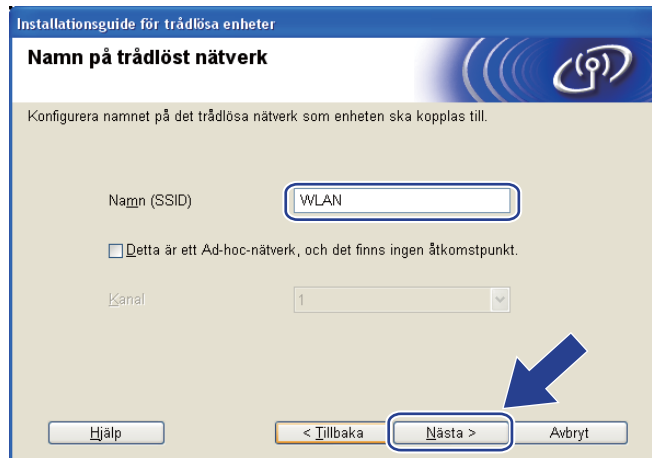 Installationsguide för trådlösa enheter
Namn på trådlöst nätverk
Konfigurera namnet på det trådlösa nätverk som enheten ska kopplas till.
Namn (SSID) WLAN
Detta är ett Ad-hoc-nätverk, och det finns ingen åtkomstpunkt.
Kanal 1
Hjälp < Tillbaka Nästa > Avbryt